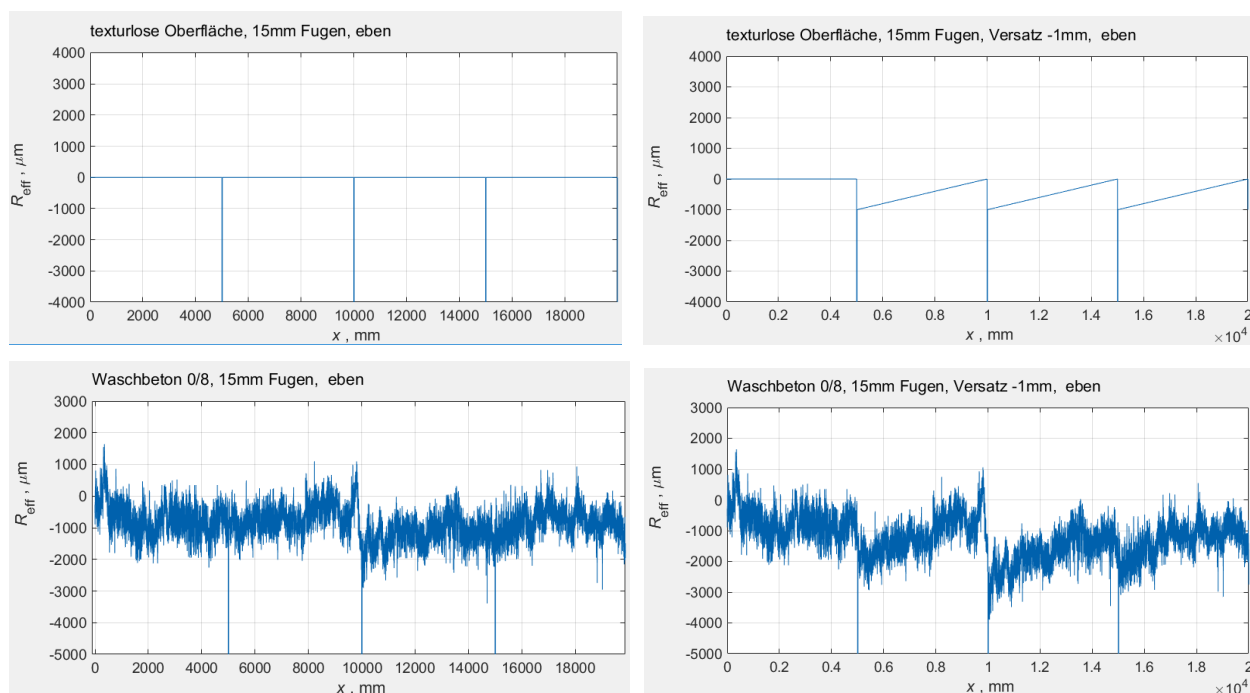 texturlose Oberfläche, 15mm Fugen, eben
4000
3000
2000
1000
0
-1000
-2000
-3000
-4000
R_eff , μm
0 2000 4000 6000 8000 10000 12000 14000 16000 18000
x , mm
texturlose Oberfläche, 15mm Fugen, Versatz -1mm,  eben
4000
3000
2000
1000
0
-1000
-2000
-3000
-4000
R_eff , μm
0 0.2 0.4 0.6 0.8 1 1.2 1.4 1.6 1.8 2
x , mm
×10^4
Waschbeton 0/8, 15mm Fugen,  eben
3000
2000
1000
0
-1000
-2000
-3000
-4000
-5000
R_eff , μm
0 2000 4000 6000 8000 10000 12000 14000 16000 18000
x , mm
Waschbeton 0/8, 15mm Fugen, Versatz -1mm,  eben
3000
2000
1000
0
-1000
-2000
-3000
-4000
-5000
R_eff , μm
0 0.2 0.4 0.6 0.8 1 1.2 1.4 1.6 1.8 2
x , mm
×10^4